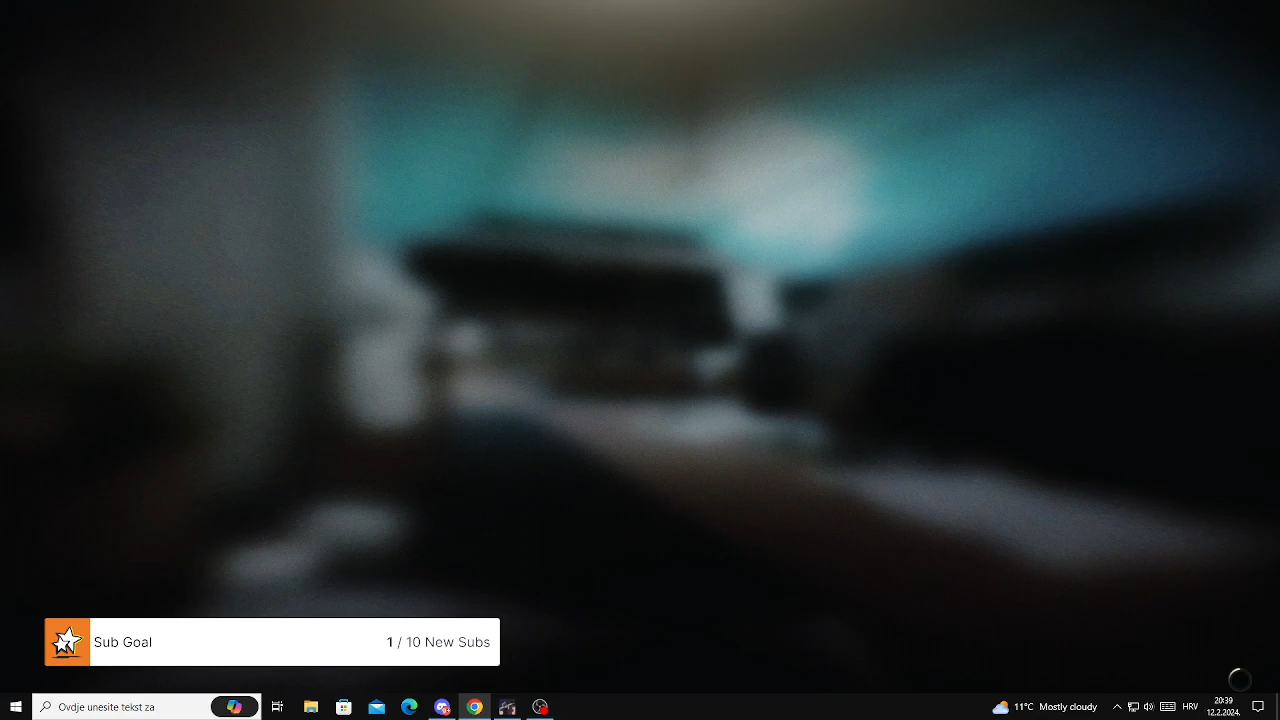 Sub Goal 1 / 10 New Subs
Ovdje unesite tekst za
11°C Mostly cloudy
HRV
20:39
12.2.2024.